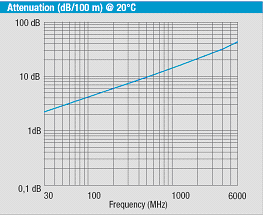 Attenuation (dB/100 m) @ 20°C
100 dB
10 dB
1dB
0,1 dB
30
100
1000
6000
Frequency (MHz)